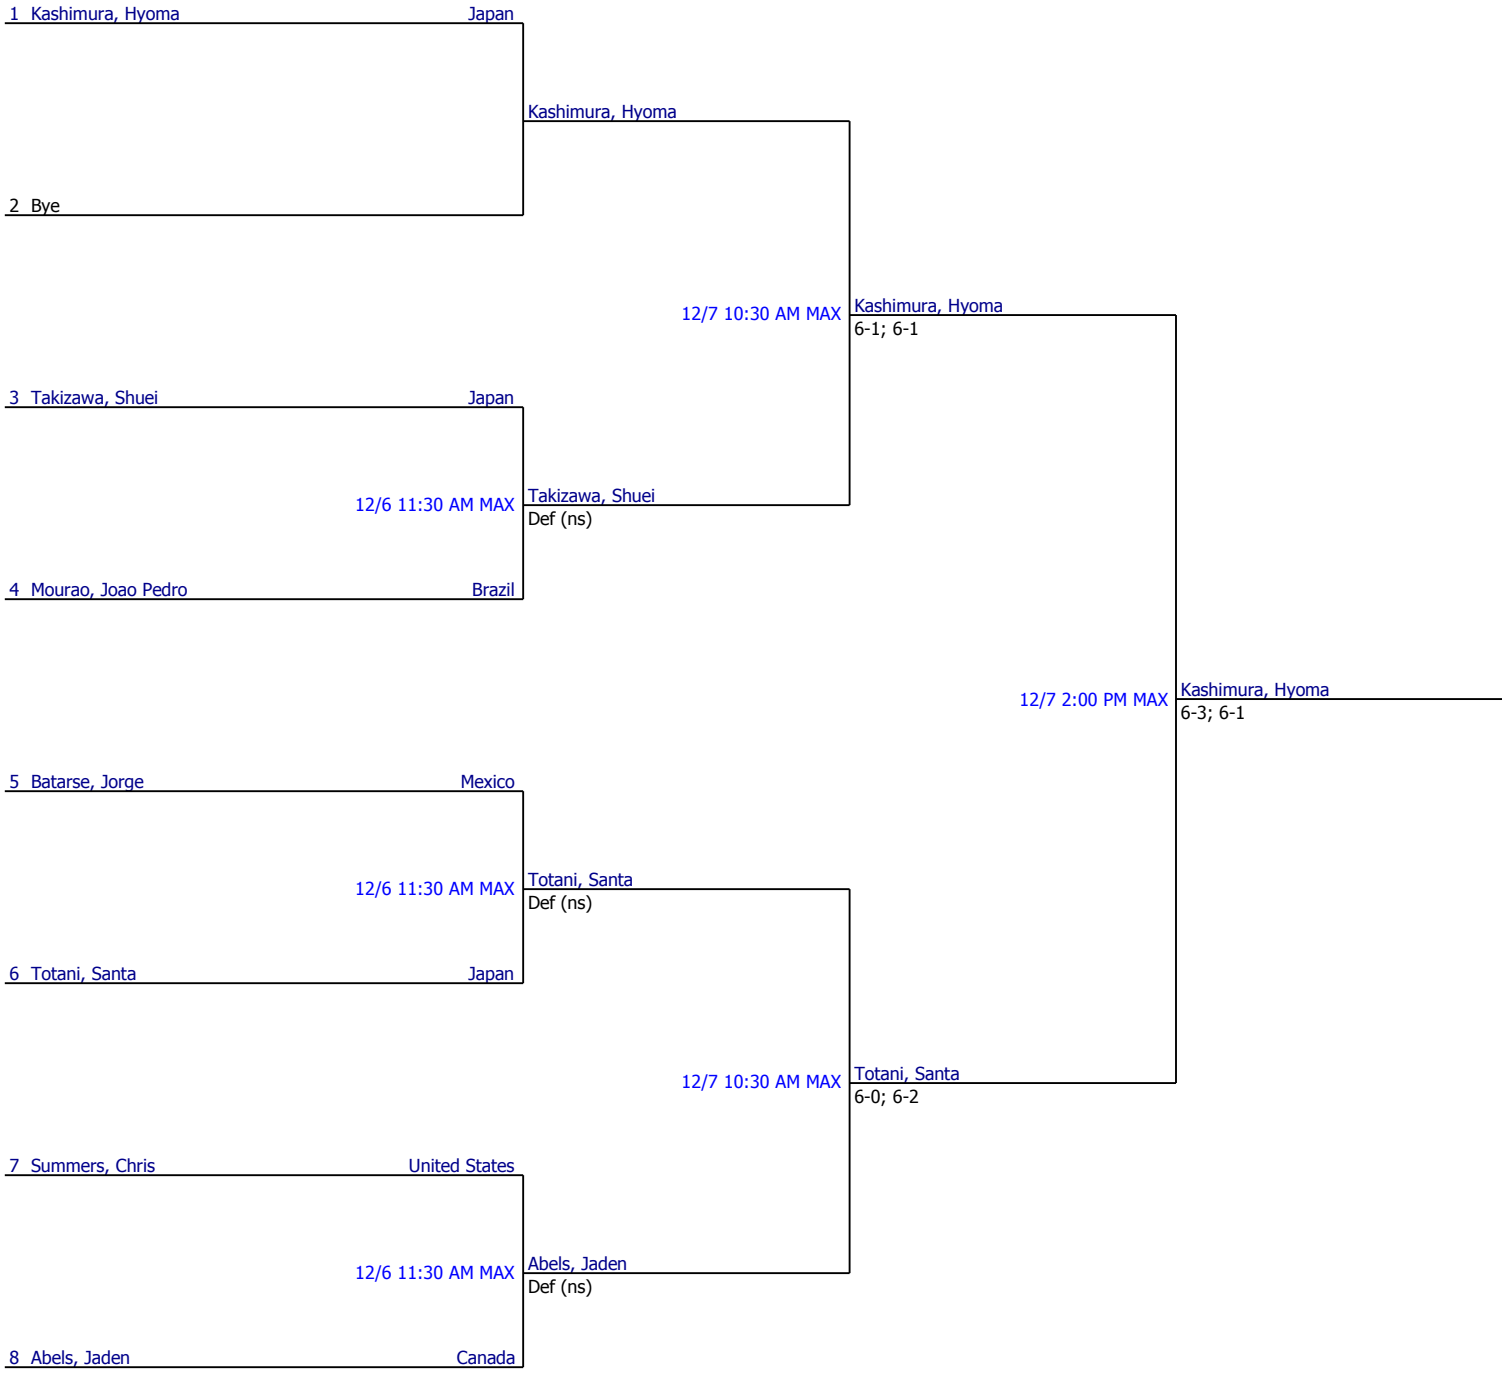 1 Kashimura, Hyoma Japan
Kashimura, Hyoma
2 Bye
12/7 10:30 AM MAX Kashimura, Hyoma
6-1; 6-1
3 Takizawa, Shuei Japan
12/6 11:30 AM MAX Takizawa, Shuei
Def (ns)
4 Mourao, Joao Pedro Brazil
12/7 2:00 PM MAX Kashimura, Hyoma
6-3; 6-1
5 Batarse, Jorge Mexico
12/6 11:30 AM MAX Totani, Santa
Def (ns)
6 Totani, Santa Japan
12/7 10:30 AM MAX Totani, Santa
6-0; 6-2
7 Summers, Chris United States
12/6 11:30 AM MAX Abels, Jaden
Def (ns)
8 Abels, Jaden Canada